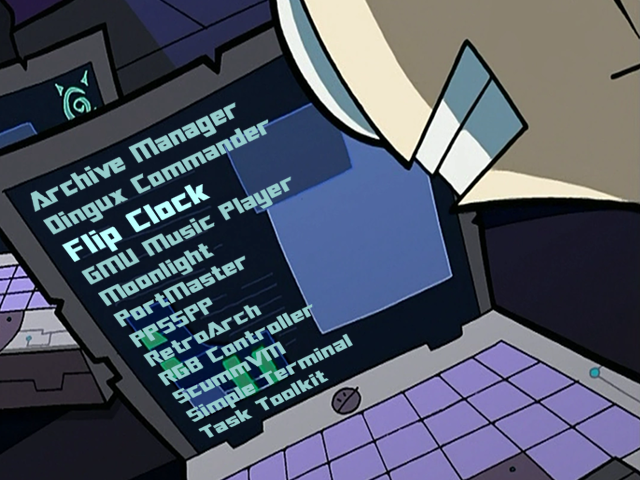 Archive Manager
Dingux Commander
Flip Clock
GMU Music Player
Moonlight
PortMaster
PPSSPP
RetroArch
RGB Controller
ScummVM
Simple Terminal
Task Toolkit